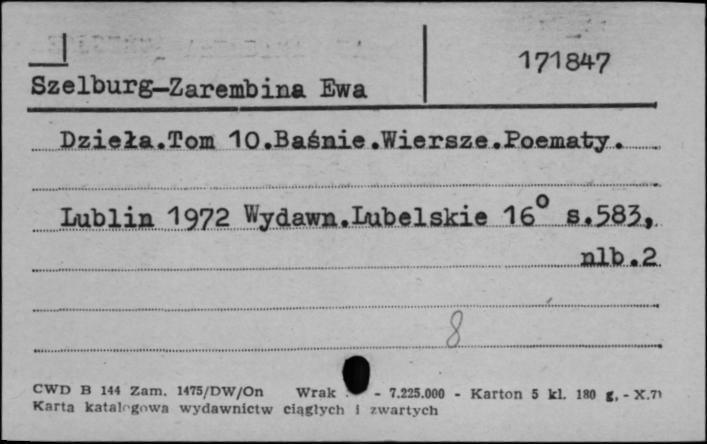 171847
Szelburg-Zarembina Ewa
Dzieła.Tom 10.Baśnie.Wiersze.Poematy.
Lublin 1972 Wydawn.Lubelskie 16° s.583,
nlb.2
8
CWD B 144 Zam. 1475/DW/On Wrak - 7.225.000 - Karton 5 kl. 180 g, - X.71
Karta katalogowa wydawnictw ciągłych i zwartych